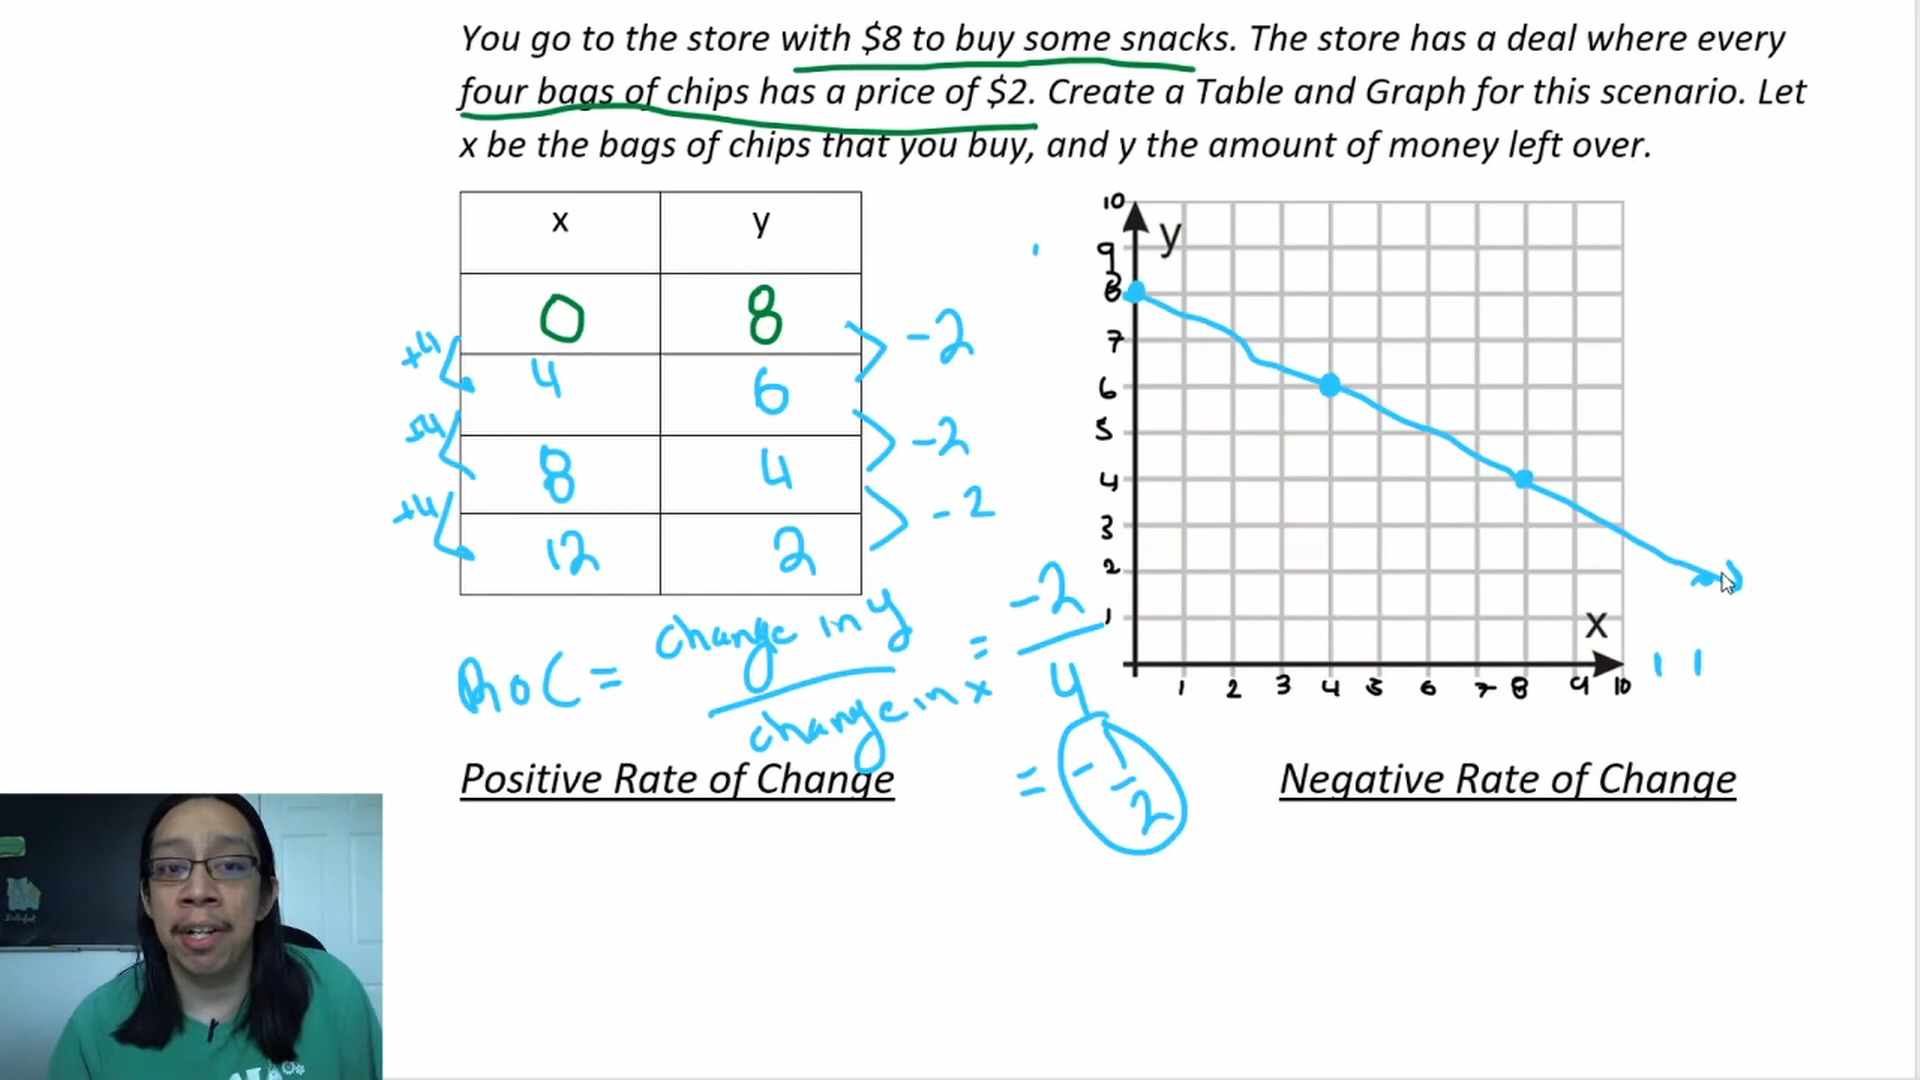 You go to the store with $8 to buy some snacks. The store has a deal where every
four bags of chips has a price of $2. Create a Table and Graph for this scenario. Let
x be the bags of chips that you buy, and y the amount of money left over.
x y
0 8
4 6
8 4
12 2
+4
+4
-2
-2
-2
RoC = change in y / change in x = -2/4
= -1/2
10
9
8
7
6
5
4
3
2
1
y
x
1 2 3 4 5 6 7 8 9 10
Positive Rate of Change
Negative Rate of Change